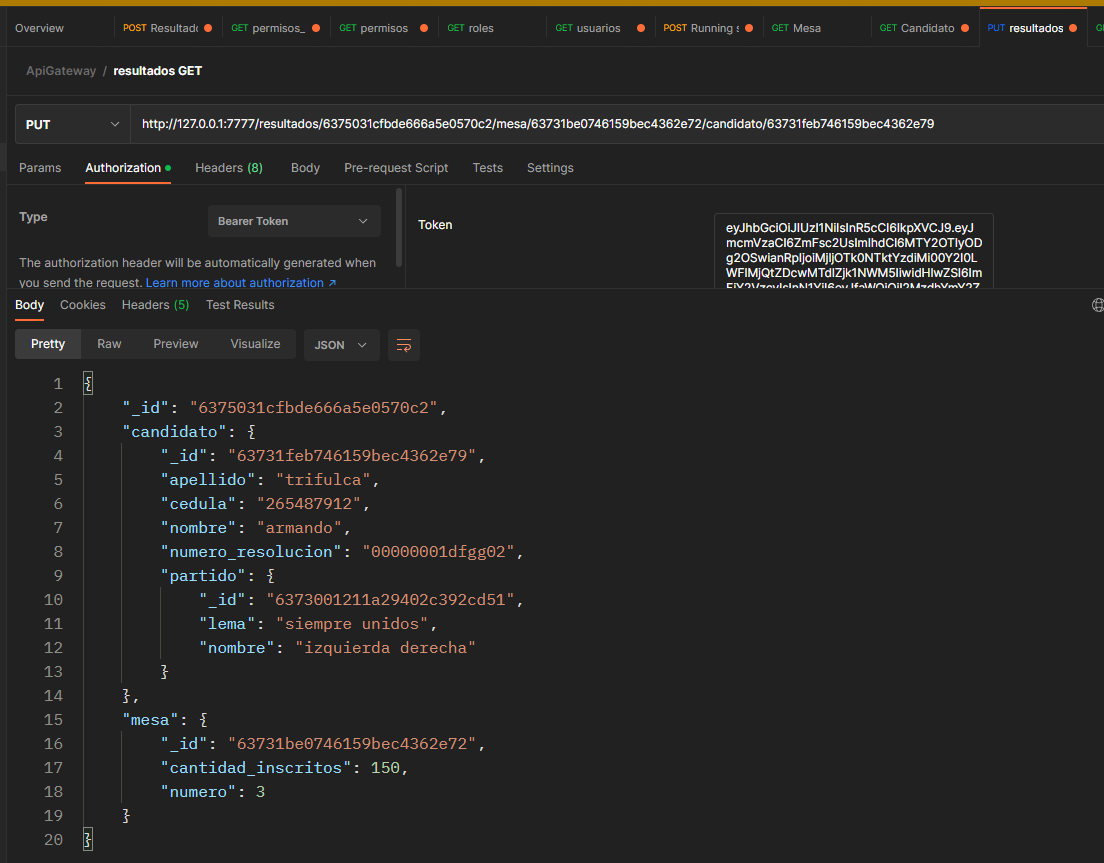 Overview POST Resultado GET permisos_ GET permisos GET roles GET usuarios POST Running s GET Mesa GET Candidato PUT resultados
ApiGateway / resultados GET
PUT http://127.0.0.1:7777/resultados/6375031cfbde666a5e0570c2/mesa/63731be0746159bec4362e72/candidato/63731feb746159bec4362e79
Params Authorization Headers (8) Body Pre-request Script Tests Settings
Type Bearer Token
Token
The authorization header will be automatically generated when
you send the request. Learn more about authorization ↗
Body Cookies Headers (5) Test Results
Pretty Raw Preview Visualize JSON
1 {
2 "_id": "6375031cfbde666a5e0570c2",
3 "candidato": {
4 "_id": "63731feb746159bec4362e79",
5 "apellido": "trifulca",
6 "cedula": "265487912",
7 "nombre": "armando",
8 "numero_resolucion": "00000001dfgg02",
9 "partido": {
10 "_id": "6373001211a29402c392cd51",
11 "lema": "siempre unidos",
12 "nombre": "izquierda derecha"
13 }
14 },
15 "mesa": {
16 "_id": "63731be0746159bec4362e72",
17 "cantidad_inscritos": 150,
18 "numero": 3
19 }
20 }